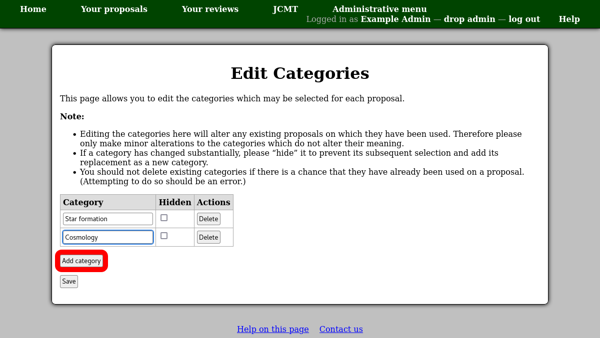 Home Your proposals Your reviews JCMT Administrative menu
Logged in as Example Admin — drop admin — log out Help
Edit Categories
This page allows you to edit the categories which may be selected for each proposal.
Note:
• Editing the categories here will alter any existing proposals on which they have been used. Therefore please
only make minor alterations to the categories which do not alter their meaning.
• If a category has changed substantially, please “hide” it to prevent its subsequent selection and add its
replacement as a new category.
• You should not delete existing categories if there is a chance that they have already been used on a proposal.
(Attempting to do so should be an error.)
Category Hidden Actions
Star formation Delete
Cosmology Delete
Add category
Save
Help on this page Contact us